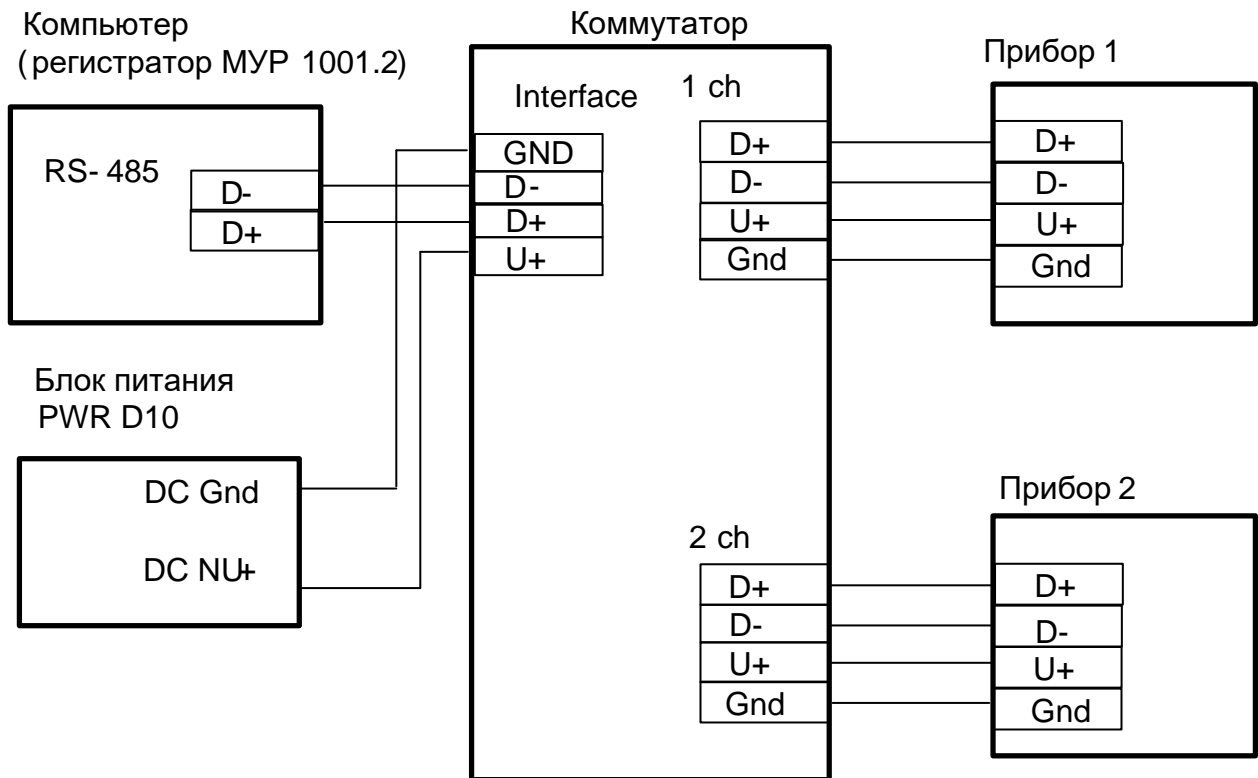 Компьютер
(регистратор МУР 1001.2)
RS- 485
D-
D+
Блок питания
PWR D10
DC Gnd
DC NU+
Коммутатор
Interface
GND
D-
D+
U+
1 ch
D+
D-
U+
Gnd
2 ch
D+
D-
U+
Gnd
Прибор 1
D+
D-
U+
Gnd
Прибор 2
D+
D-
U+
Gnd